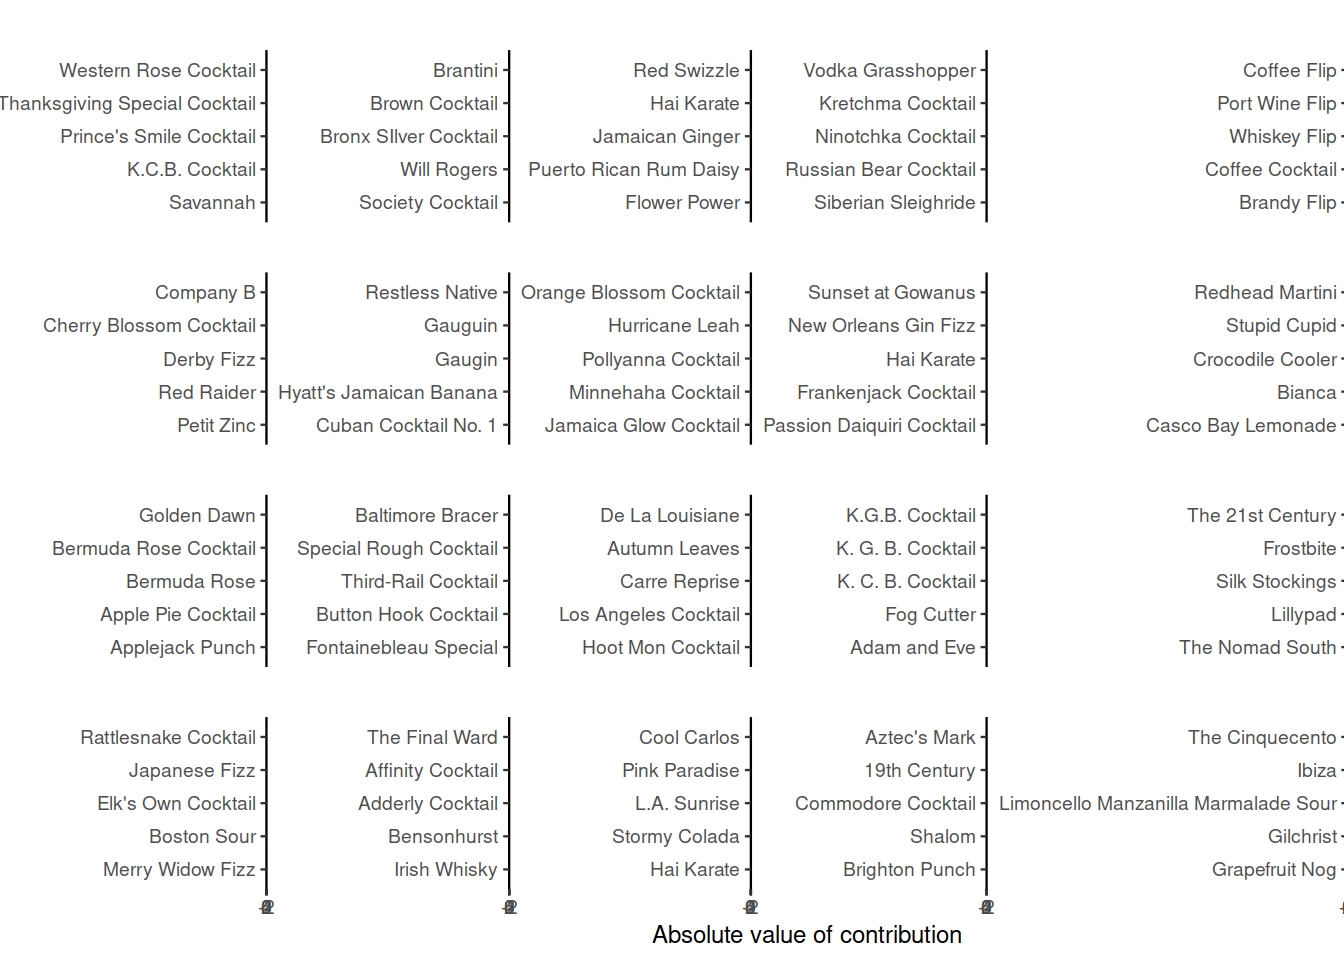 Western Rose Cocktail
Thanksgiving Special Cocktail
Prince's Smile Cocktail
K.C.B. Cocktail
Savannah
Brantini
Brown Cocktail
Bronx SIlver Cocktail
Will Rogers
Society Cocktail
Red Swizzle
Hai Karate
Jamaican Ginger
Puerto Rican Rum Daisy
Flower Power
Vodka Grasshopper
Kretchma Cocktail
Ninotchka Cocktail
Russian Bear Cocktail
Siberian Sleighride
Coffee Flip
Port Wine Flip
Whiskey Flip
Coffee Cocktail
Brandy Flip
Company B
Cherry Blossom Cocktail
Derby Fizz
Red Raider
Petit Zinc
Restless Native
Gauguin
Gaugin
Hyatt's Jamaican Banana
Cuban Cocktail No. 1
Orange Blossom Cocktail
Hurricane Leah
Pollyanna Cocktail
Minnehaha Cocktail
Jamaica Glow Cocktail
Sunset at Gowanus
New Orleans Gin Fizz
Hai Karate
Frankenjack Cocktail
Passion Daiquiri Cocktail
Redhead Martini
Stupid Cupid
Crocodile Cooler
Bianca
Casco Bay Lemonade
Golden Dawn
Bermuda Rose Cocktail
Bermuda Rose
Apple Pie Cocktail
Applejack Punch
Baltimore Bracer
Special Rough Cocktail
Third-Rail Cocktail
Button Hook Cocktail
Fontainebleau Special
De La Louisiane
Autumn Leaves
Carre Reprise
Los Angeles Cocktail
Hoot Mon Cocktail
K.G.B. Cocktail
K. G. B. Cocktail
K. C. B. Cocktail
Fog Cutter
Adam and Eve
The 21st Century
Frostbite
Silk Stockings
Lillypad
The Nomad South
Rattlesnake Cocktail
Japanese Fizz
Elk's Own Cocktail
Boston Sour
Merry Widow Fizz
The Final Ward
Affinity Cocktail
Adderly Cocktail
Bensonhurst
Irish Whisky
Cool Carlos
Pink Paradise
L.A. Sunrise
Stormy Colada
Hai Karate
Aztec's Mark
19th Century
Commodore Cocktail
Shalom
Brighton Punch
The Cinquecento
Ibiza
Limoncello Manzanilla Marmalade Sour
Gilchrist
Grapefruit Nog
Absolute value of contribution